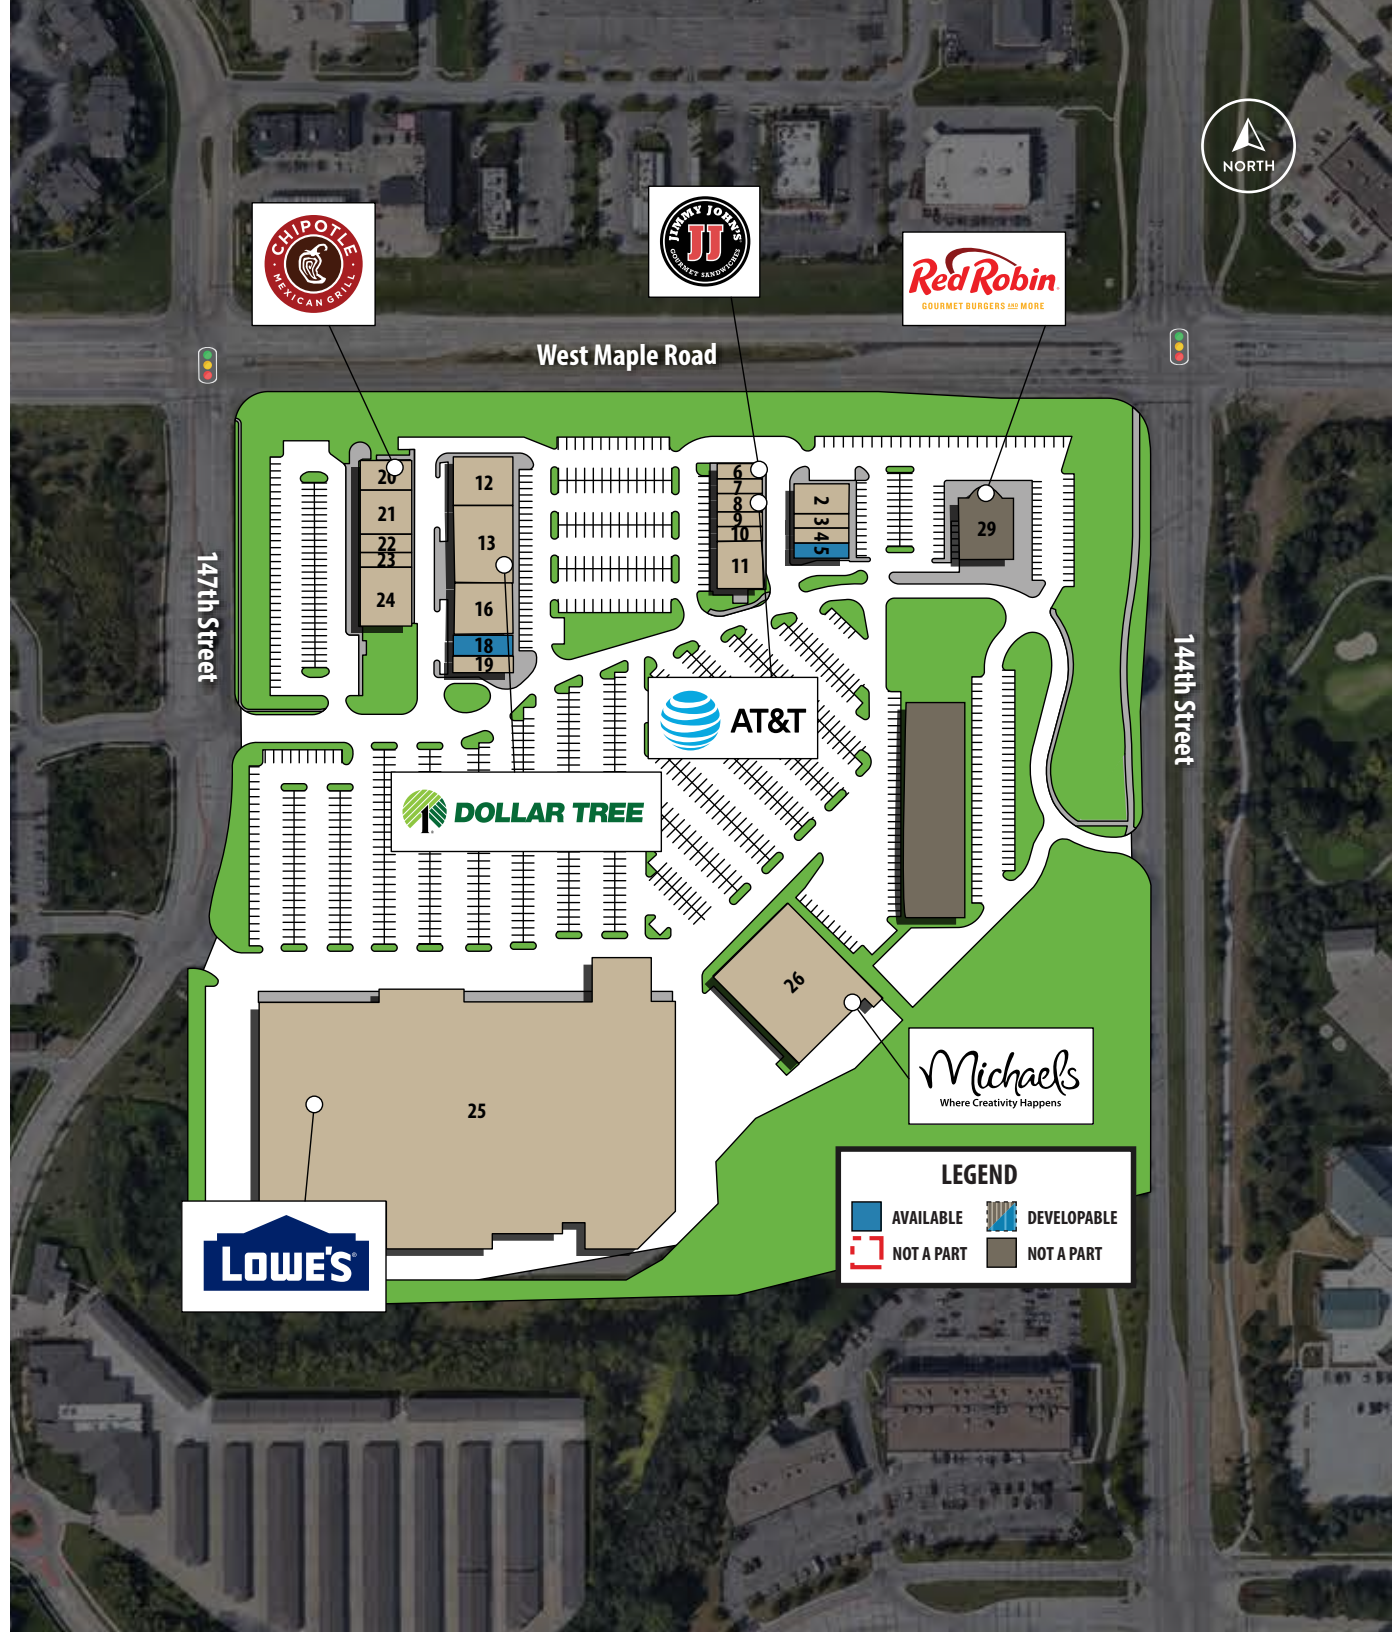 NORTH
CHIPOTLE
MEXICAN GRILL
JIMMY JOHN'S
JJ
GOURMET SANDWICHES
Red Robin
GOURMET BURGERS AND MORE
West Maple Road
147th Street
144th Street
20
21
22
23
24
12
13
16
18
19
6
7
8
9
10
11
2
3
4
5
29
AT&T
1
DOLLAR TREE
26
25
Michaels
Where Creativity Happens
LOWE'S
LEGEND
AVAILABLE
DEVELOPABLE
NOT A PART
NOT A PART